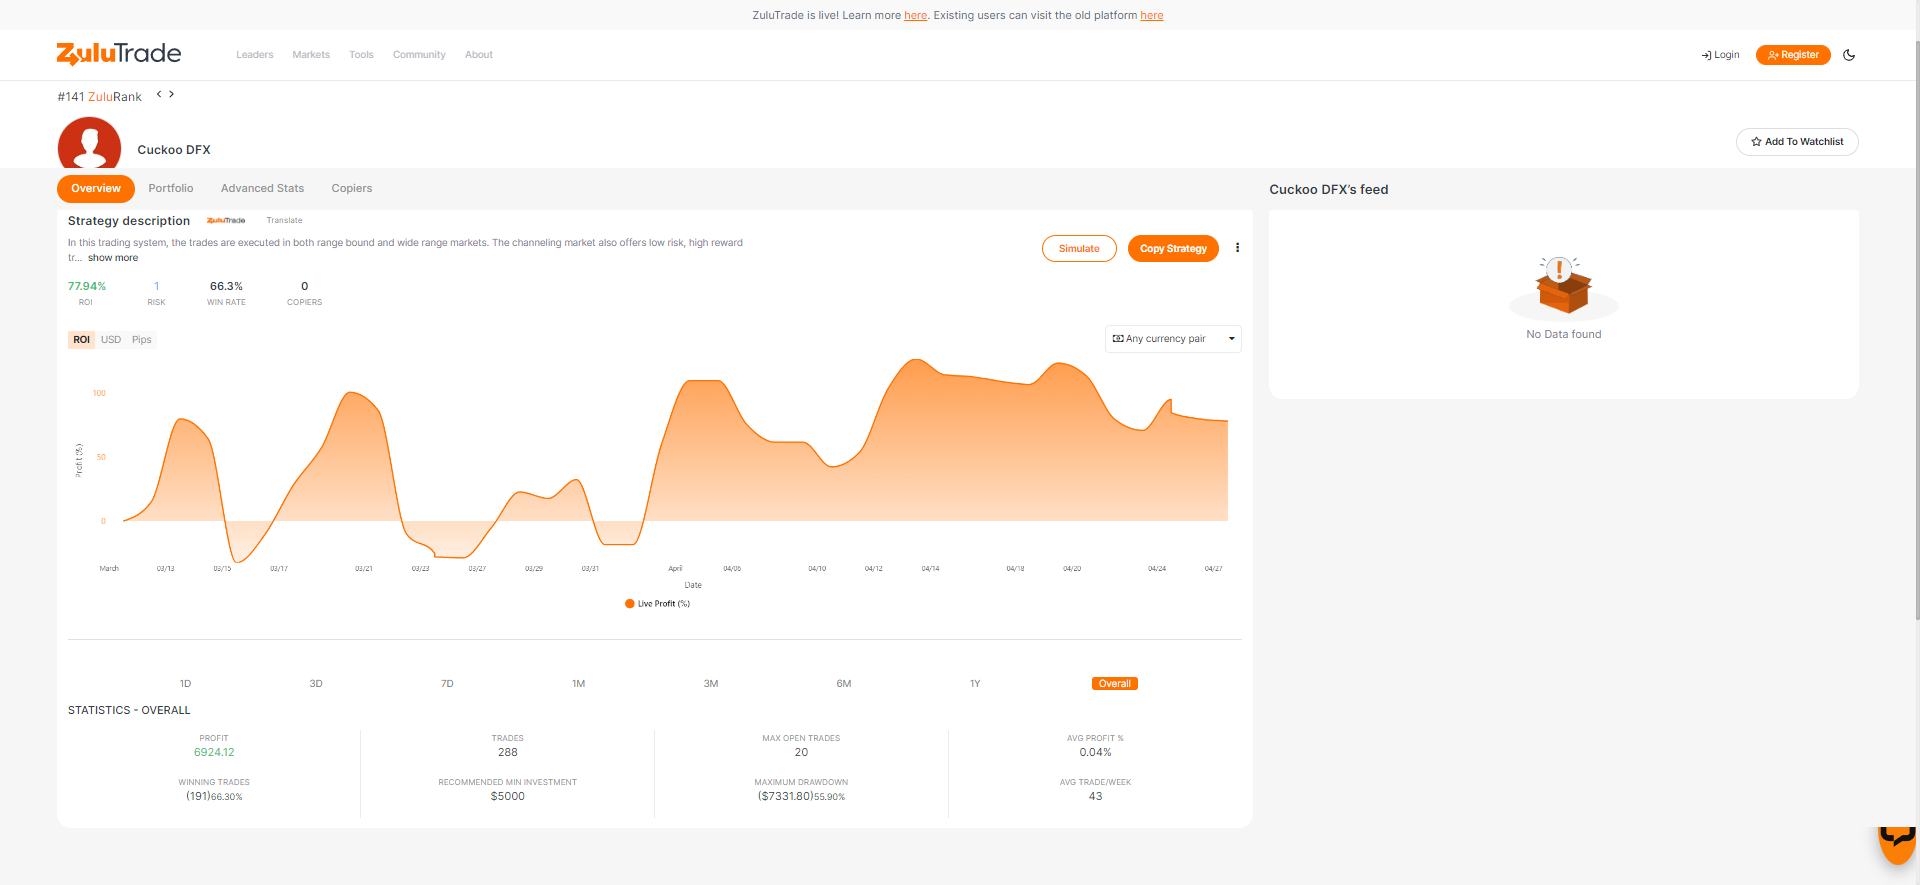 ZuluTrade is live! Learn more here. Existing users can visit the old platform here
ZuluTrade
Leaders Markets Tools Community About
Login
Register
#141 ZuluRank < >
Cuckoo DFX
Add To Watchlist
Overview Portfolio Advanced Stats Copiers
Cuckoo DFX's feed
Strategy description ZuluTrade Translate
In this trading system, the trades are executed in both range bound and wide range markets. The channeling market also offers low risk, high reward
tr... show more
Simulate
Copy Strategy
77.94% 1 66.3% 0
ROI RISK WIN RATE COPIERS
No Data found
ROI USD Pips
Any currency pair
100
50
0
Profit (%)
March 03/13 03/15 03/17 03/21 03/23 03/27 03/29 03/31 April 04/06 04/10 04/12 04/14 04/18 04/20 04/24 04/27
Date
Live Profit (%)
1D 3D 7D 1M 3M 6M 1Y Overall
STATISTICS - OVERALL
PROFIT TRADES MAX OPEN TRADES AVG PROFIT %
6924.12 288 20 0.04%
WINNING TRADES RECOMMENDED MIN INVESTMENT MAXIMUM DRAWDOWN AVG TRADE/WEEK
(191)66.30% $5000 ($7331.80)55.90% 43